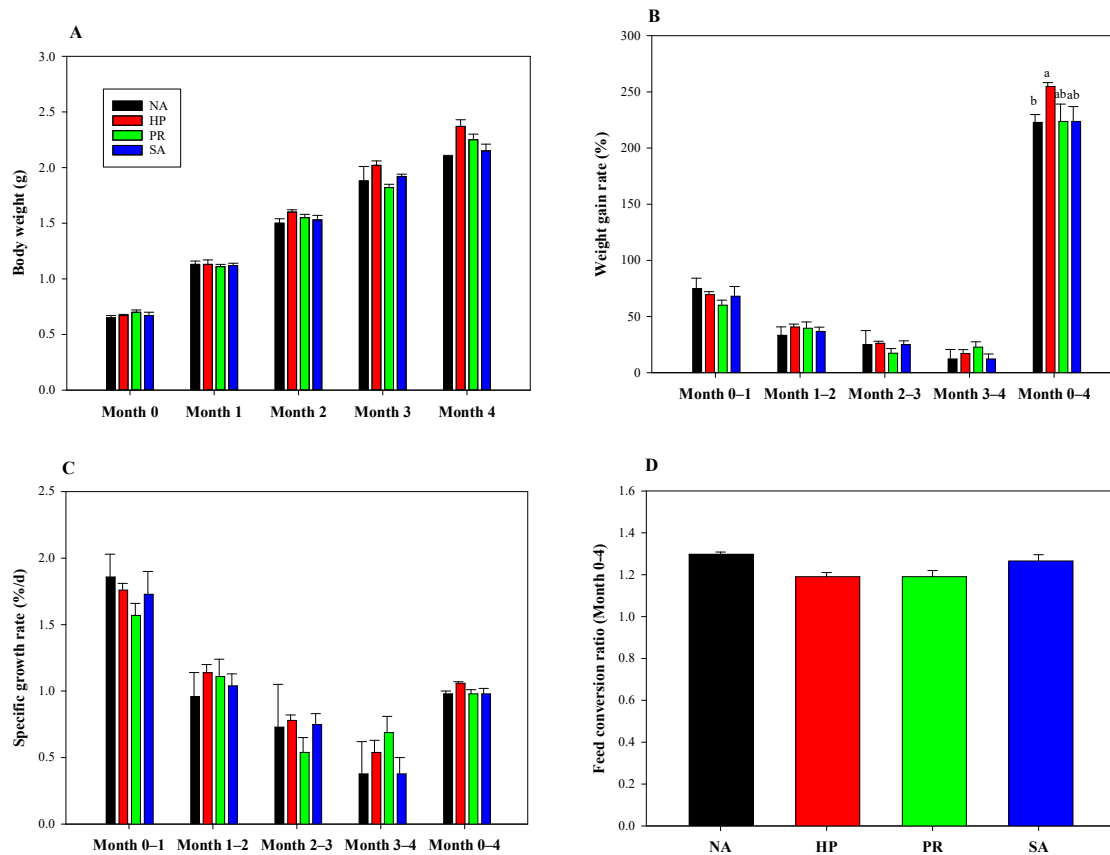 A
Body weight (g)
3.0
2.5
2.0
1.5
1.0
0.5
0.0
NA
HP
PR
SA
Month 0 Month 1 Month 2 Month 3 Month 4
B
Weight gain rate (%)
300
250
200
150
100
50
0
b a ab ab
Month 0–1 Month 1–2 Month 2–3 Month 3–4 Month 0–4
C
Specific growth rate (%/d)
2.5
2.0
1.5
1.0
0.5
0.0
Month 0–1 Month 1–2 Month 2–3 Month 3–4 Month 0–4
D
Feed conversion ratio (Month 0-4)
1.6
1.4
1.2
1.0
0.8
0.6
0.4
0.2
0.0
NA HP PR SA